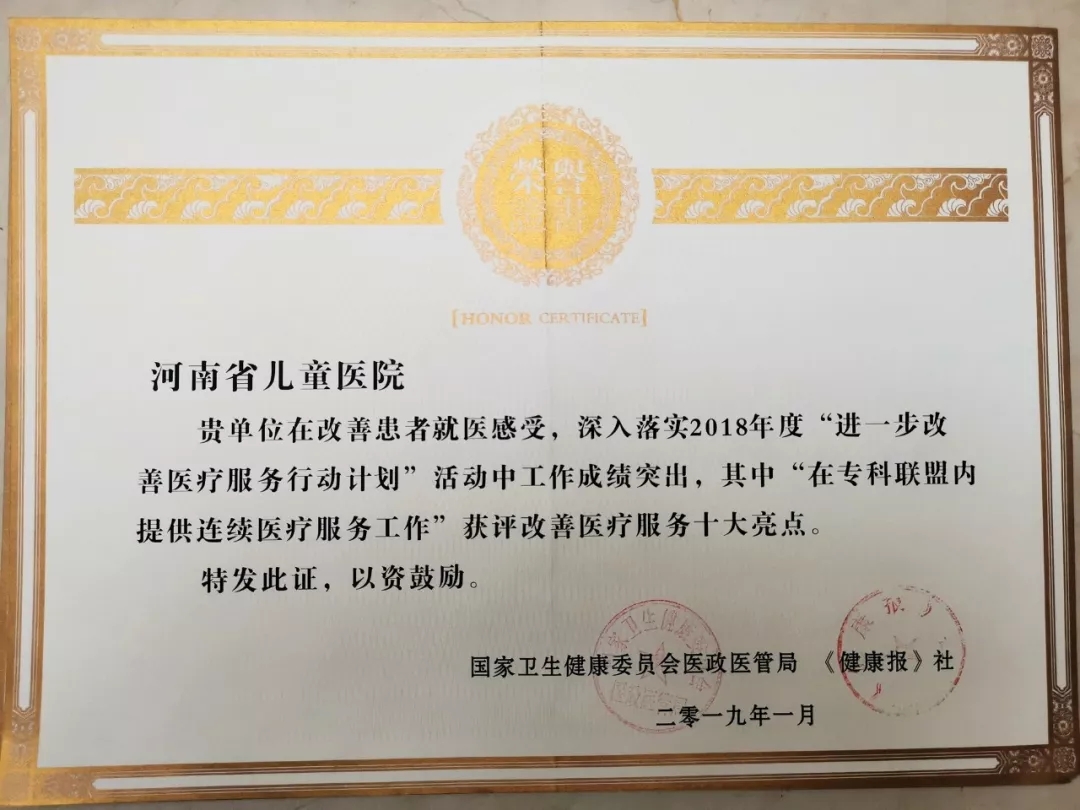 榮譽
[HONOR CERTIFICATE]
河南省儿童医院
贵单位在改善患者就医感受，深入落实2018年度“进一步改
善医疗服务行动计划”活动中工作成绩突出，其中“在专科联盟内
提供连续医疗服务工作”获评改善医疗服务十大亮点。
特发此证，以资鼓励。
国家卫生健康委员会医政医管局 《健康报》社
二零一九年一月